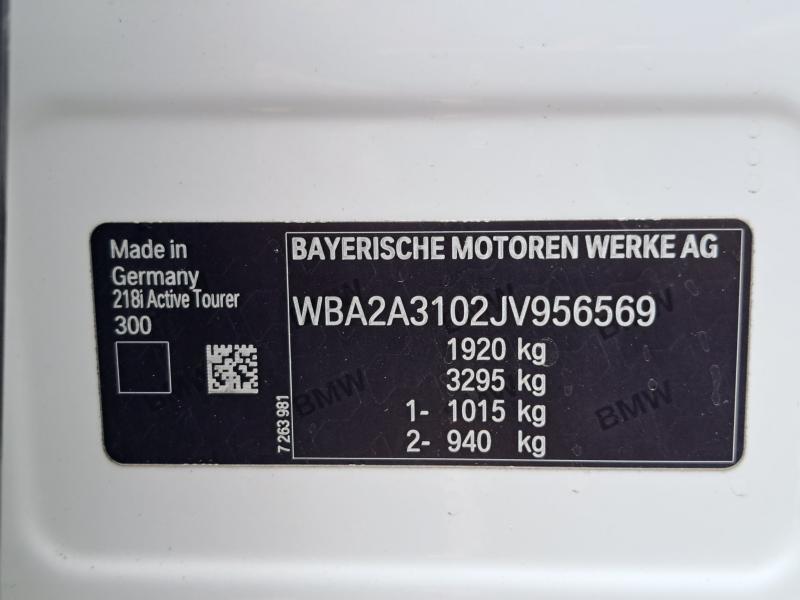 Made in
Germany
218i Active Tourer
300
7 263 981
BAYERISCHE MOTOREN WERKE AG
WBA2A3102JV956569
1920 kg
3295 kg
1- 1015 kg
2- 940 kg
BMW
BMW